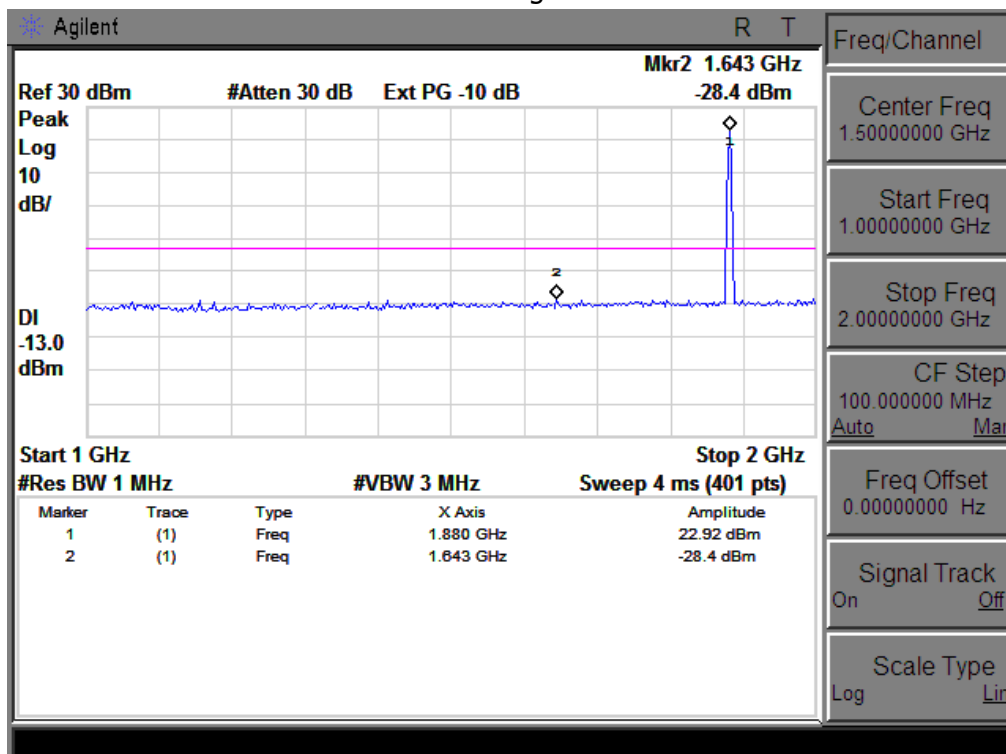 Agilent R T
Freq/Channel
Mkr2 1.643 GHz
Ref 30 dBm #Atten 30 dB Ext PG -10 dB -28.4 dBm
Peak
Log
10
dB/
1
2
DI
-13.0
dBm
Start 1 GHz Stop 2 GHz
#Res BW 1 MHz #VBW 3 MHz Sweep 4 ms (401 pts)
Marker Trace Type X Axis Amplitude
1 (1) Freq 1.880 GHz 22.92 dBm
2 (1) Freq 1.643 GHz -28.4 dBm
Center Freq
1.50000000 GHz
Start Freq
1.00000000 GHz
Stop Freq
2.00000000 GHz
CF Step
100.000000 MHz
Auto Man
Freq Offset
0.00000000 Hz
Signal Track
On Off
Scale Type
Log Lin